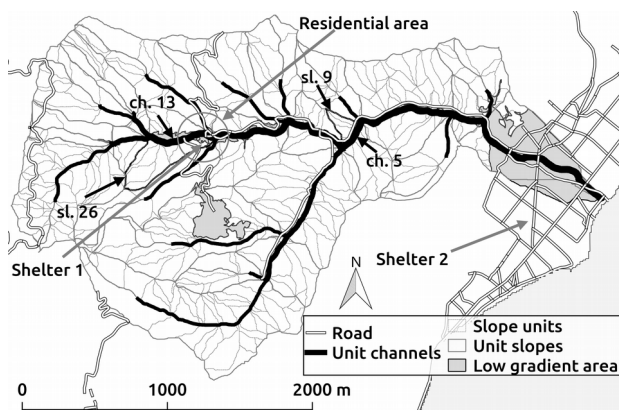 Residential area
sl. 9
ch. 13
ch. 5
sl. 26
Shelter 1
Shelter 2
N
Road
Unit channels
Slope units
Unit slopes
Low gradient area
0 1000 2000 m